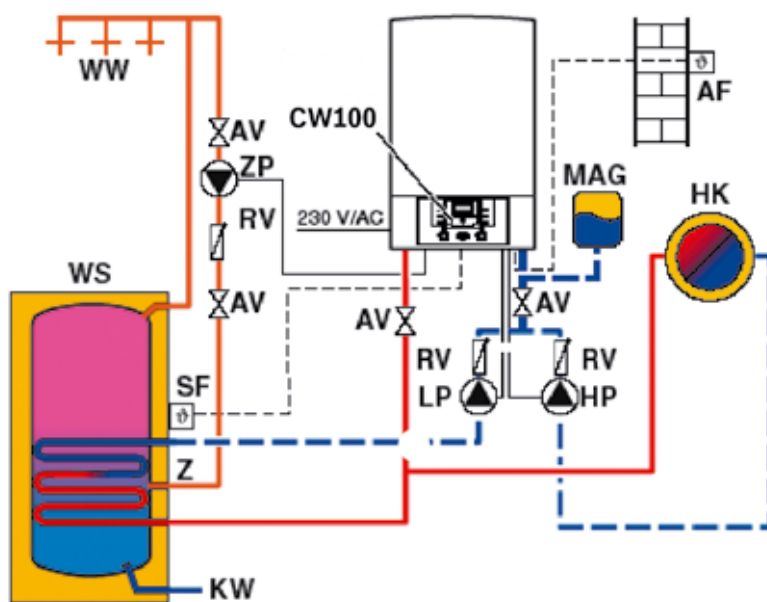 WW
AV
ZP
RV
AV
WS
SF
Z
KW
CW100
230 V/AC
AV
AF
MAG
HK
AV
RV
RV
LP
HP
ϑ
ϑ